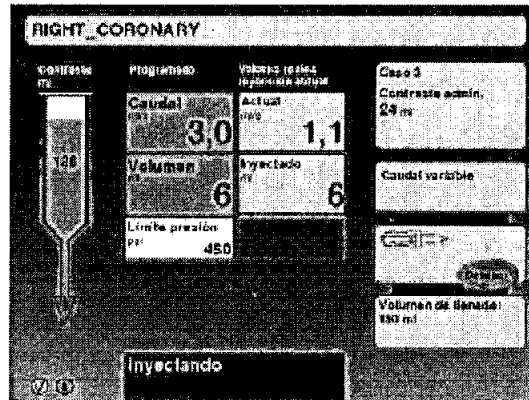 RIGHT_CORONARY
Contraste
ml
Programado
Valores reales
inyección actual
Caso 3
Contraste admin.
24 ml
Caudal
ml/s
3,0
Actual
ml/s
1,1
126
Volumen
ml
6
Inyectado
ml
6
Caudal variable
Límite presión
psi
450
Volumen de llenado:
150 ml
Inyectando